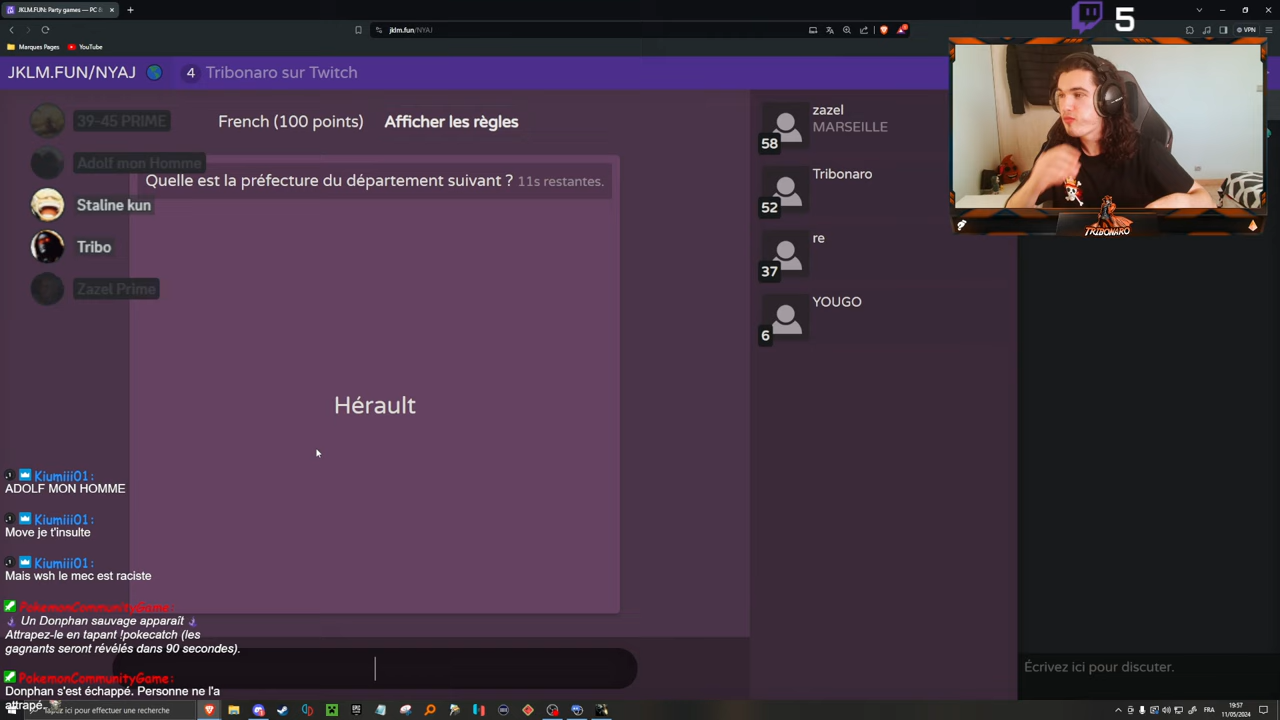 JKLM.FUN: Party games — PC
5
jklm.fun/NYAJ
VPN
Marques Pages
YouTube
JKLM.FUN/NYAJ
4 Tribonaro sur Twitch
39-45 PRIME
French (100 points)
Afficher les règles
Adolf mon Homme
Quelle est la préfecture du département suivant ? 11s restantes.
Staline kun
Tribo
Zazel Prime
Hérault
zazel
MARSEILLE
58
Tribonaro
52
re
37
YOUGO
6
TRIBONARO
Kiumiii01:
ADOLF MON HOMME
Kiumiii01:
Move je t'insulte
Kiumiii01:
Mais wsh le mec est raciste
PokemonCommunityGame:
Un Donphan sauvage apparaît
Attrapez-le en tapant !pokecatch (les
gagnants seront révélés dans 90 secondes).
PokemonCommunityGame:
Donphan s'est échappé. Personne ne l'a
attrapé.
Écrivez ici pour discuter.
Tapez ici pour effectuer une recherche
FRA
19:57
11/05/2024